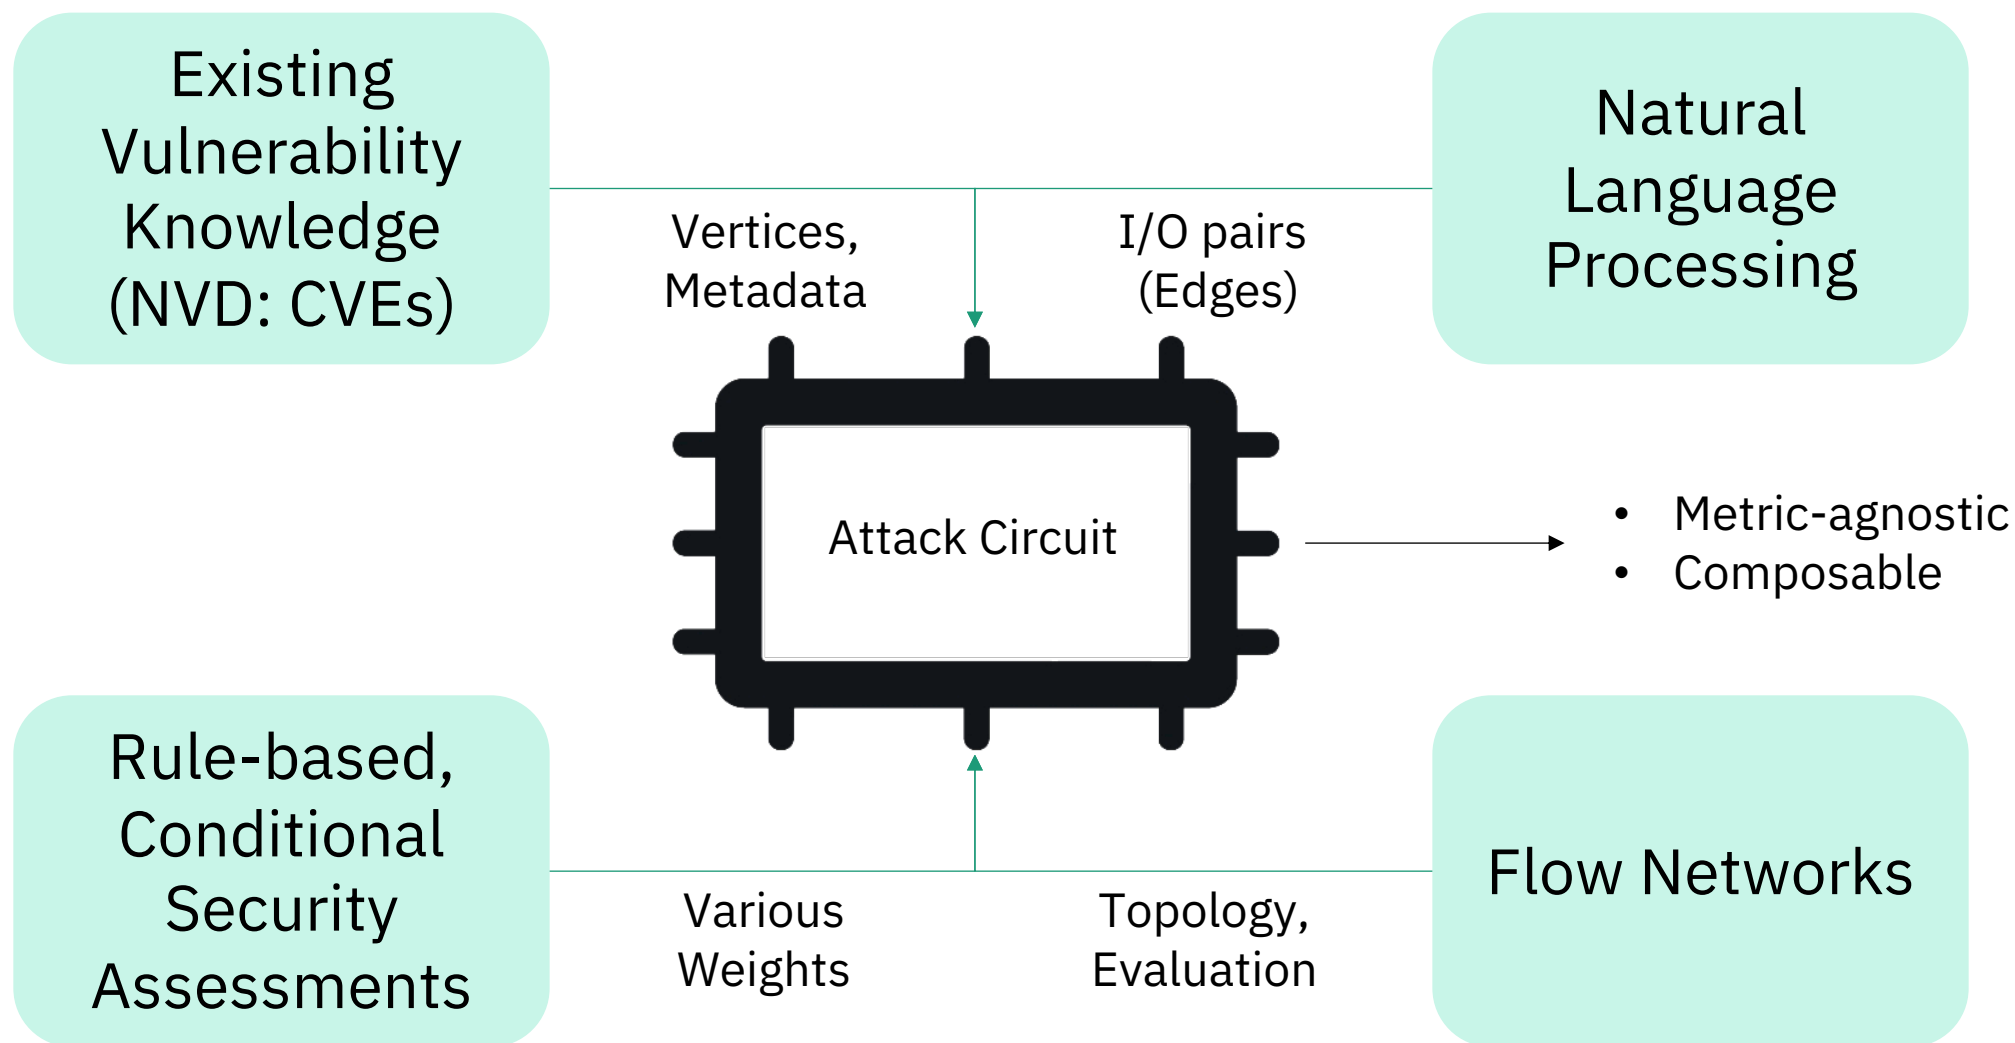 Existing
Vulnerability
Knowledge
(NVD: CVEs)
Natural
Language
Processing
Vertices,
Metadata
I/O pairs
(Edges)
Attack Circuit
• Metric-agnostic
• Composable
Rule-based,
Conditional
Security
Assessments
Various
Weights
Topology,
Evaluation
Flow Networks